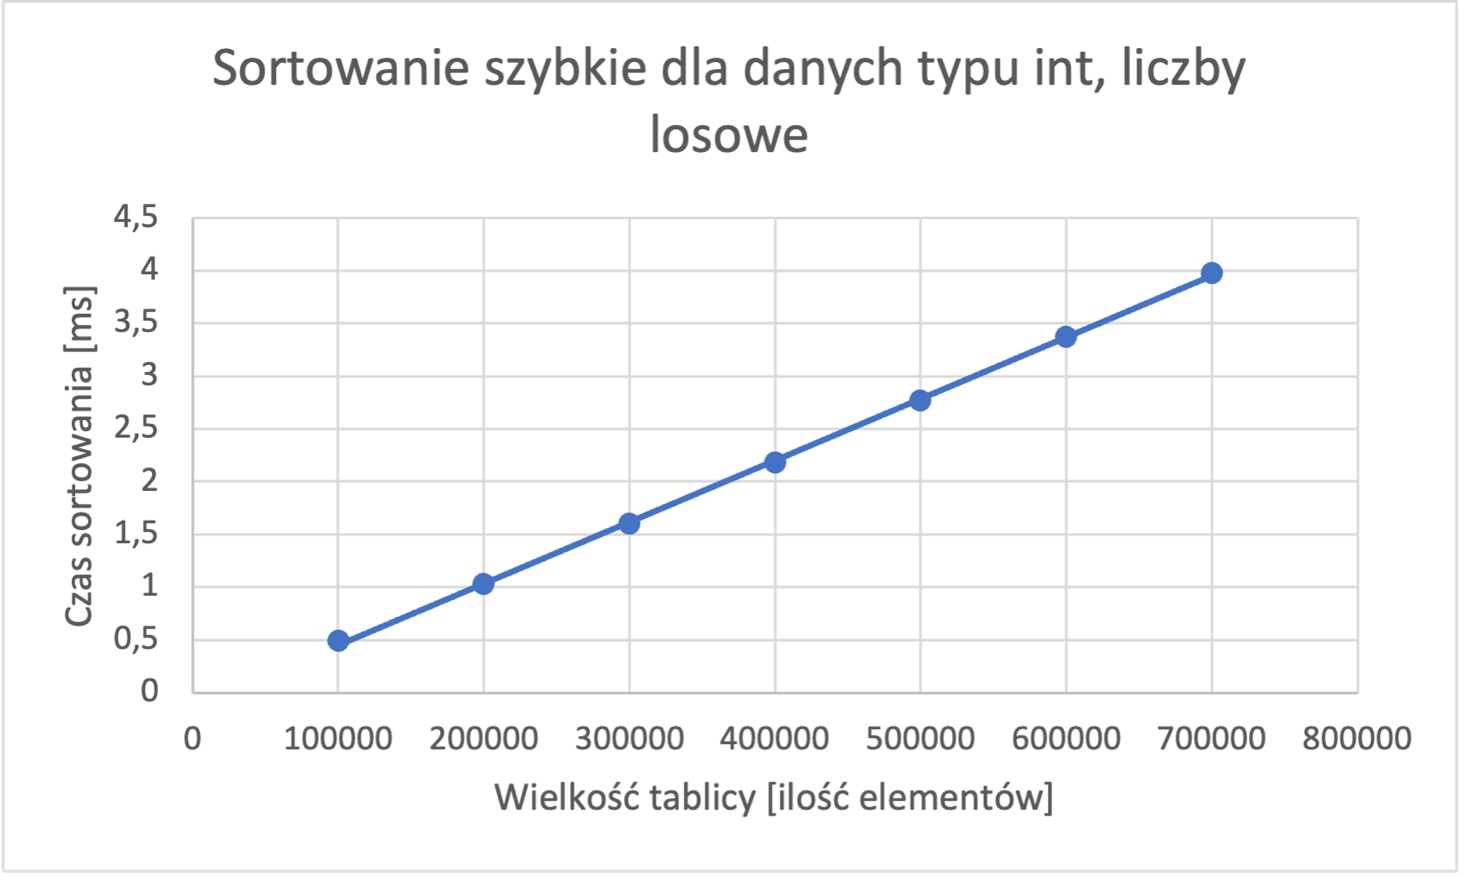 Sortowanie szybkie dla danych typu int, liczby
losowe
4,5
4
3,5
3
2,5
2
1,5
1
0,5
0
Czas sortowania [ms]
0 100000 200000 300000 400000 500000 600000 700000 800000
Wielkość tablicy [ilość elementów]